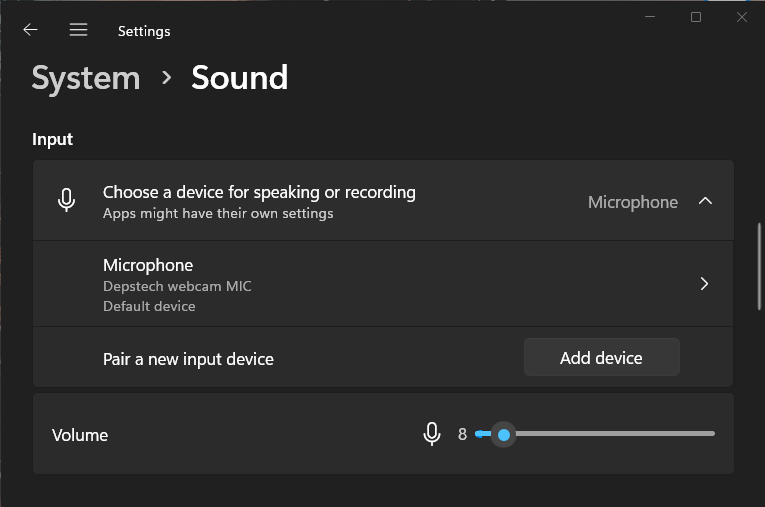 Settings
System > Sound
Input
Choose a device for speaking or recording
Apps might have their own settings
Microphone
Microphone
Depstech webcam MIC
Default device
Pair a new input device
Add device
Volume
8